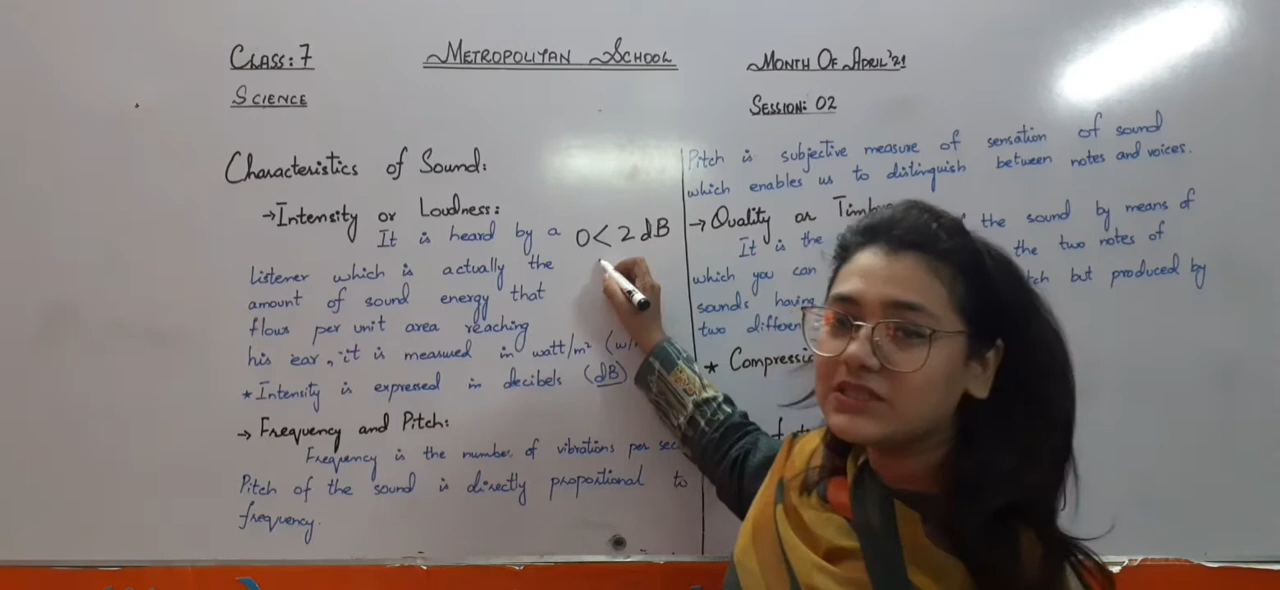 CLASS: 7
METROPOLITAN SCHOOL
MONTH OF APRIL'21
SCIENCE
SESSION: 02
Characteristics of Sound:
→ Intensity or Loudness:
It is heard by a
Listener which is actually the
amount of sound energy that
flows per unit area reaching
his ear, it is measured in watt/m² (w/
* Intensity is expressed in decibels (dB)
0 < 2 dB
→ Frequency and Pitch:
Frequency is the number of vibrations per sec
Pitch of the sound is directly proportional to
frequency.
Pitch is subjective measure of sensation of sound
which enables us to distinguish between notes and voices.
→ Quality or Timb
It is the the sound by means of
which you can the two notes of
sounds having tch but produced by
two differen
* Compressi